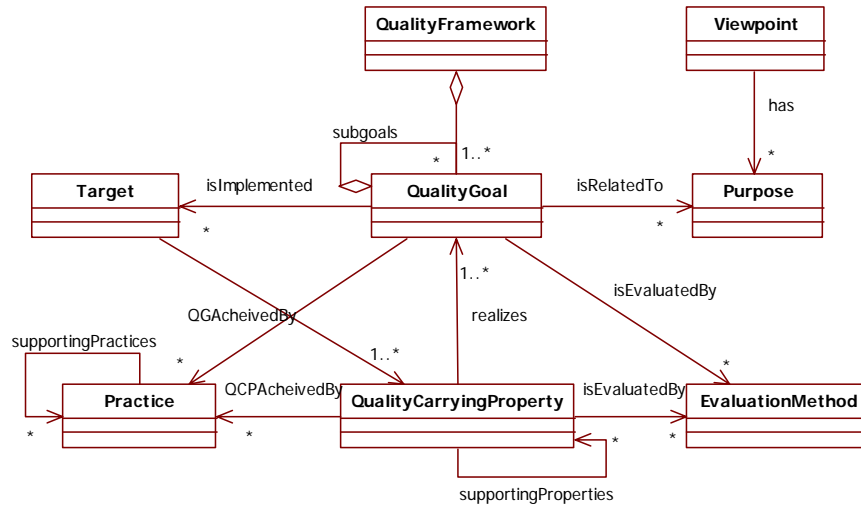 QualityFramework
Viewpoint
has
subgoals
*
1..*
*
Target
isImplemented
QualityGoal
isRelatedTo
Purpose
*
*
1..*
isEvaluatedBy
QGAcheivedBy
realizes
supportingPractices
*
1..*
*
QCPAcheivedBy
isEvaluatedBy
Practice
QualityCarryingProperty
EvaluationMethod
*
*
*
*
supportingProperties